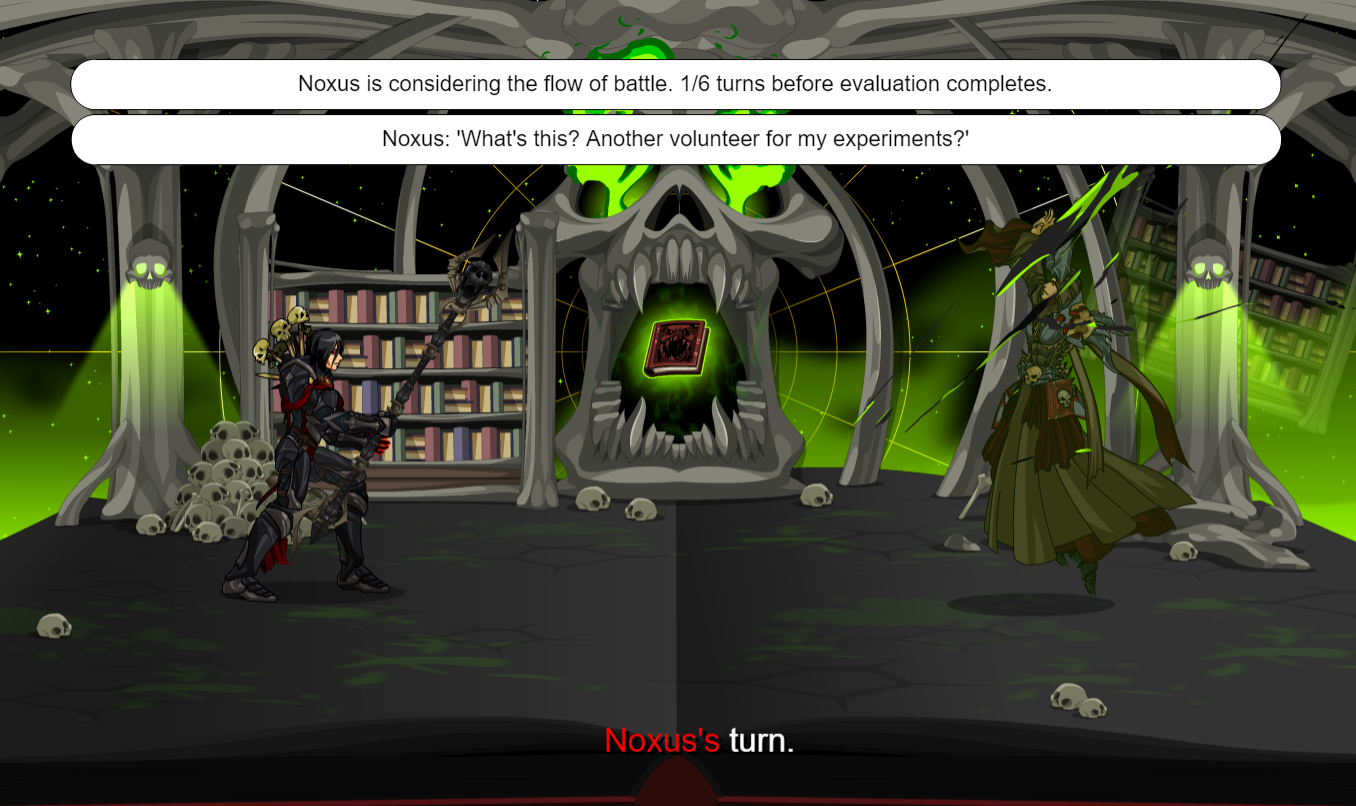 Noxus is considering the flow of battle. 1/6 turns before evaluation completes.
Noxus: 'What's this? Another volunteer for my experiments?'
Noxus's turn.